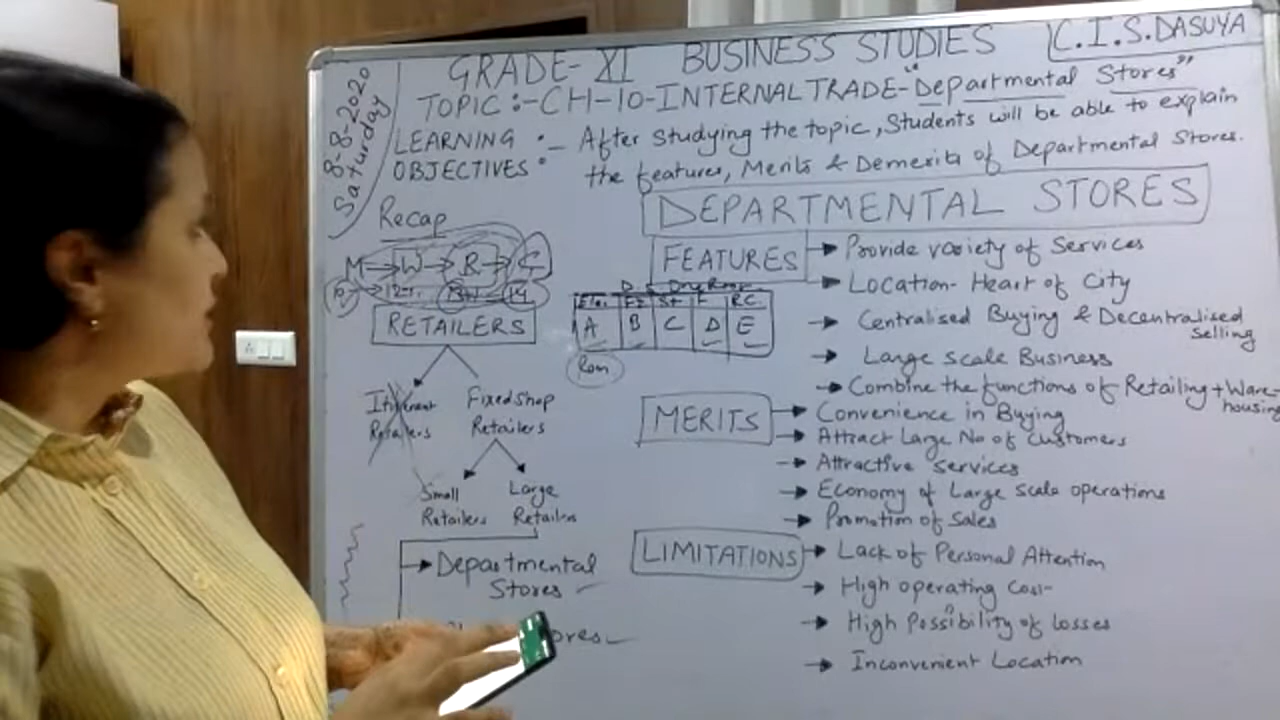 GRADE- XI BUSINESS STUDIES C.I.S. DASUYA
8-8-2020
Saturday
TOPIC :- CH-10-INTERNAL TRADE- "Departmental Stores"
LEARNING OBJECTIVES :- After studying the topic, Students will be able to explain
the features, Merits & Demerits of Departmental Stores.
Recap
M → W → R → C
RETAILERS
Itinerant Retailers
Fixed Shop Retailers
Small Retailers
Large Retailers
Departmental Stores
ores
A B C D E
DEPARTMENTAL STORES
FEATURES → Provide variety of Services
→ Location- Heart of City
→ Centralised Buying & Decentralised selling
→ Large Scale Business
→ Combine the functions of Retailing + Ware-housing
MERITS → Convenience in Buying
→ Attract Large No of customers
→ Attractive services
→ Economy of Large scale operations
→ Promotion of Sales
LIMITATIONS → Lack of Personal Attention
→ High operating Cost
→ High Possibility of losses
→ Inconvenient Location